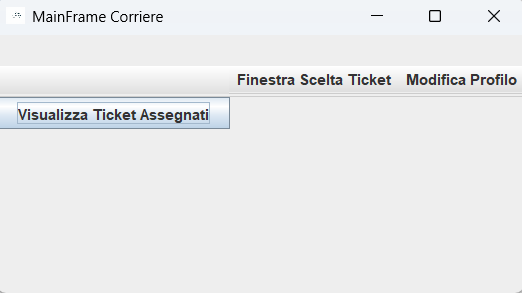 MainFrame Corriere
Finestra Scelta Ticket Modifica Profilo
Visualizza Ticket Assegnati